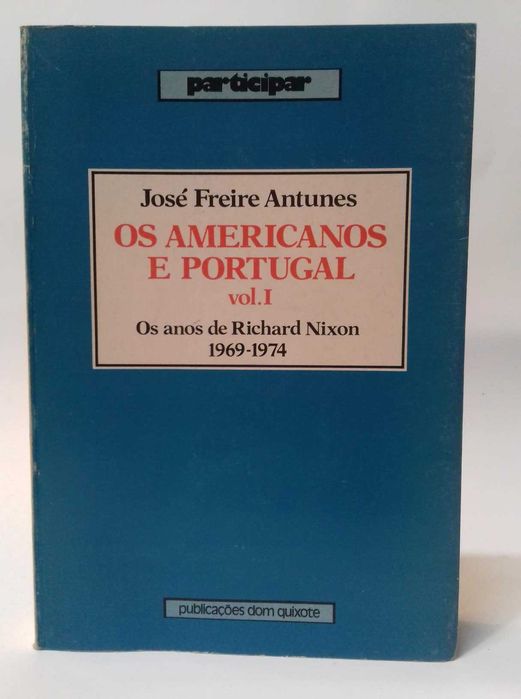 participar
José Freire Antunes
OS AMERICANOS
E PORTUGAL
vol.I
Os anos de Richard Nixon
1969-1974
publicações dom quixote